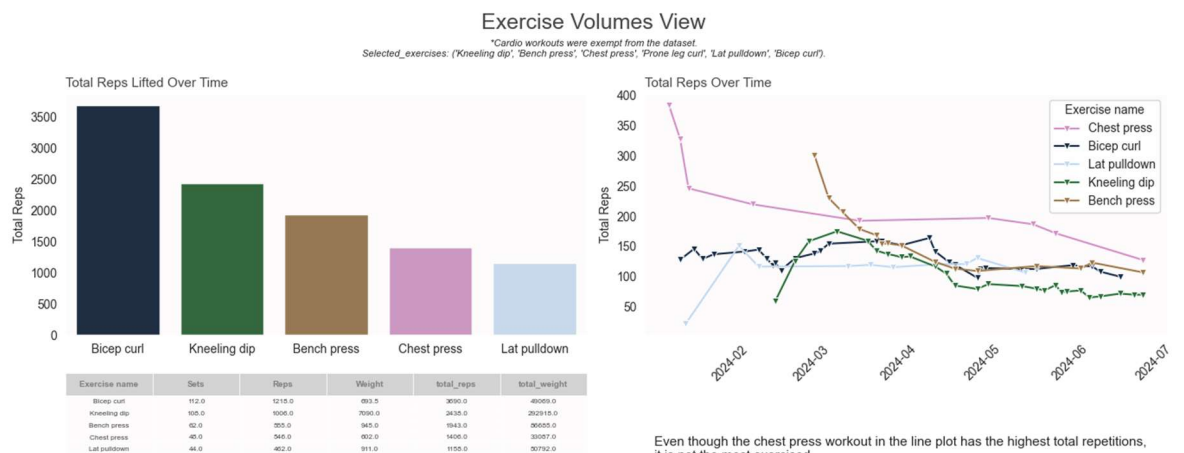 Exercise Volumes View
*Cardio workouts were exempt from the dataset.
Selected_exercises: ('Kneeling dip', 'Bench press', 'Chest press', 'Prone leg curl', 'Lat pulldown', 'Bicep curl').
Total Reps Lifted Over Time
Total Reps
3500
3000
2500
2000
1500
1000
500
0
Bicep curl Kneeling dip Bench press Chest press Lat pulldown
Exercise name Sets Reps Weight total_reps total_weight
Bicep curl 112.0 1215.0 693.5 3690.0 49069.0
Kneeling dip 108.0 1006.0 7090.0 2435.0 292918.0
Bench press 62.0 555.0 945.0 1943.0 86685.0
Chest press 45.0 546.0 602.0 1406.0 33057.0
Lat pulldown 44.0 462.0 911.0 1155.0 50792.0
Total Reps Over Time
Total Reps
400
350
300
250
200
150
100
50
Exercise name
Chest press
Bicep curl
Lat pulldown
Kneeling dip
Bench press
2024-02 2024-03 2024-04 2024-05 2024-06 2024-07
Even though the chest press workout in the line plot has the highest total repetitions,
it is not the most exercised